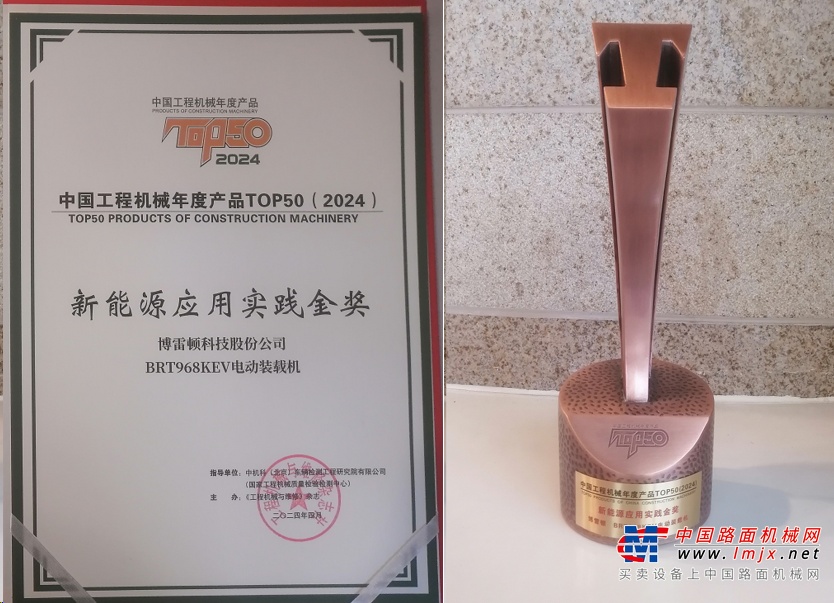 中国工程机械年度产品
PRODUCTS OF CONSTRUCTION MACHINERY
TOP50
2024
中国工程机械年度产品TOP50（2024）
TOP50 PRODUCTS OF CONSTRUCTION MACHINERY
新能源应用实践金奖
博雷顿科技股份公司
BRT968KEV电动装载机
指导单位：中机科（北京）车辆检测工程研究院有限公司
（国家工程机械质量检验检测中心）
主 办：《工程机械与维修》杂志
二〇二四年四月
TOP50
中国工程机械年度产品TOP50(2024)
新能源应用实践金奖
博雷顿
电动装载机
中国路面机械网
www.lmjx.net
买卖设备上中国路面机械网